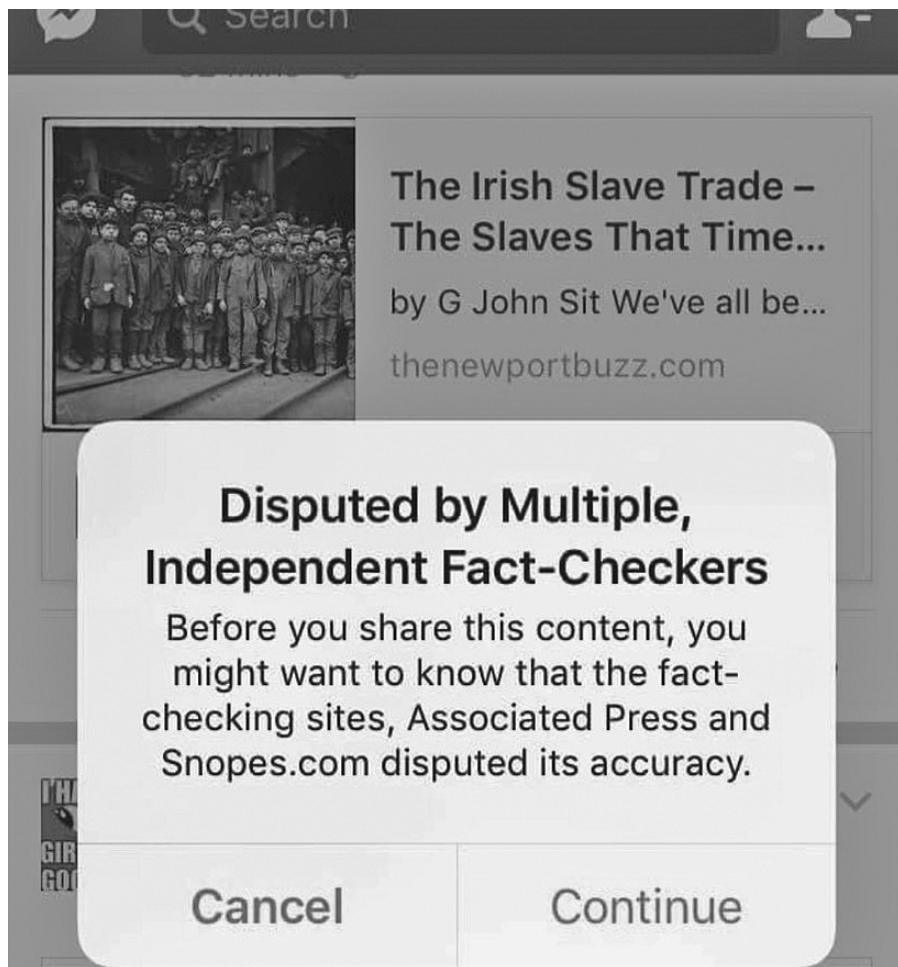 Search
The Irish Slave Trade –
The Slaves That Time...
by G John Sit We've all be...
thenewportbuzz.com
Disputed by Multiple,
Independent Fact-Checkers
Before you share this content, you
might want to know that the fact-
checking sites, Associated Press and
Snopes.com disputed its accuracy.
GIR
GOO
Cancel
Continue